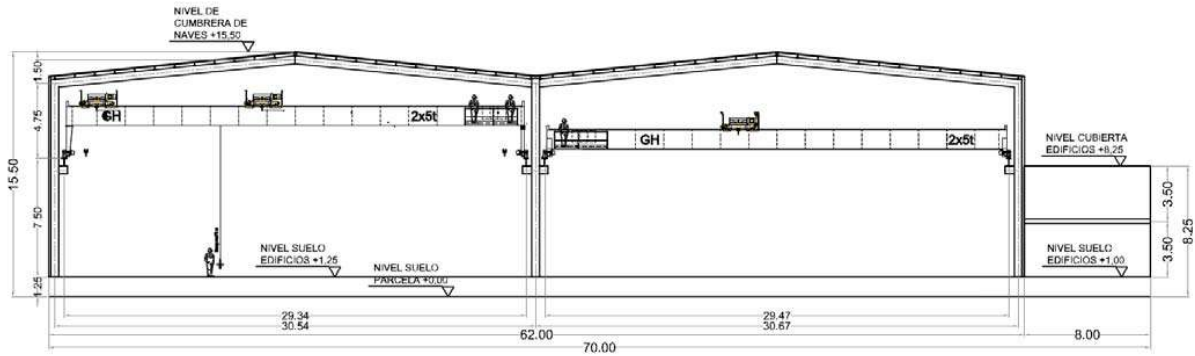 NIVEL DE
CUMBRERA DE
NAVES +15,50
1.50
4.75
15.50
7.50
1.25
GH
2x5t
GH
2x5t
NIVEL CUBIERTA
EDIFICIOS +8,25
3.50
3.50
8.25
NIVEL SUELO
EDIFICIOS +1,25
NIVEL SUELO
PARCELA +0,00
NIVEL SUELO
EDIFICIOS +1,00
29.34
29.47
30.54
30.67
62.00
8.00
70.00